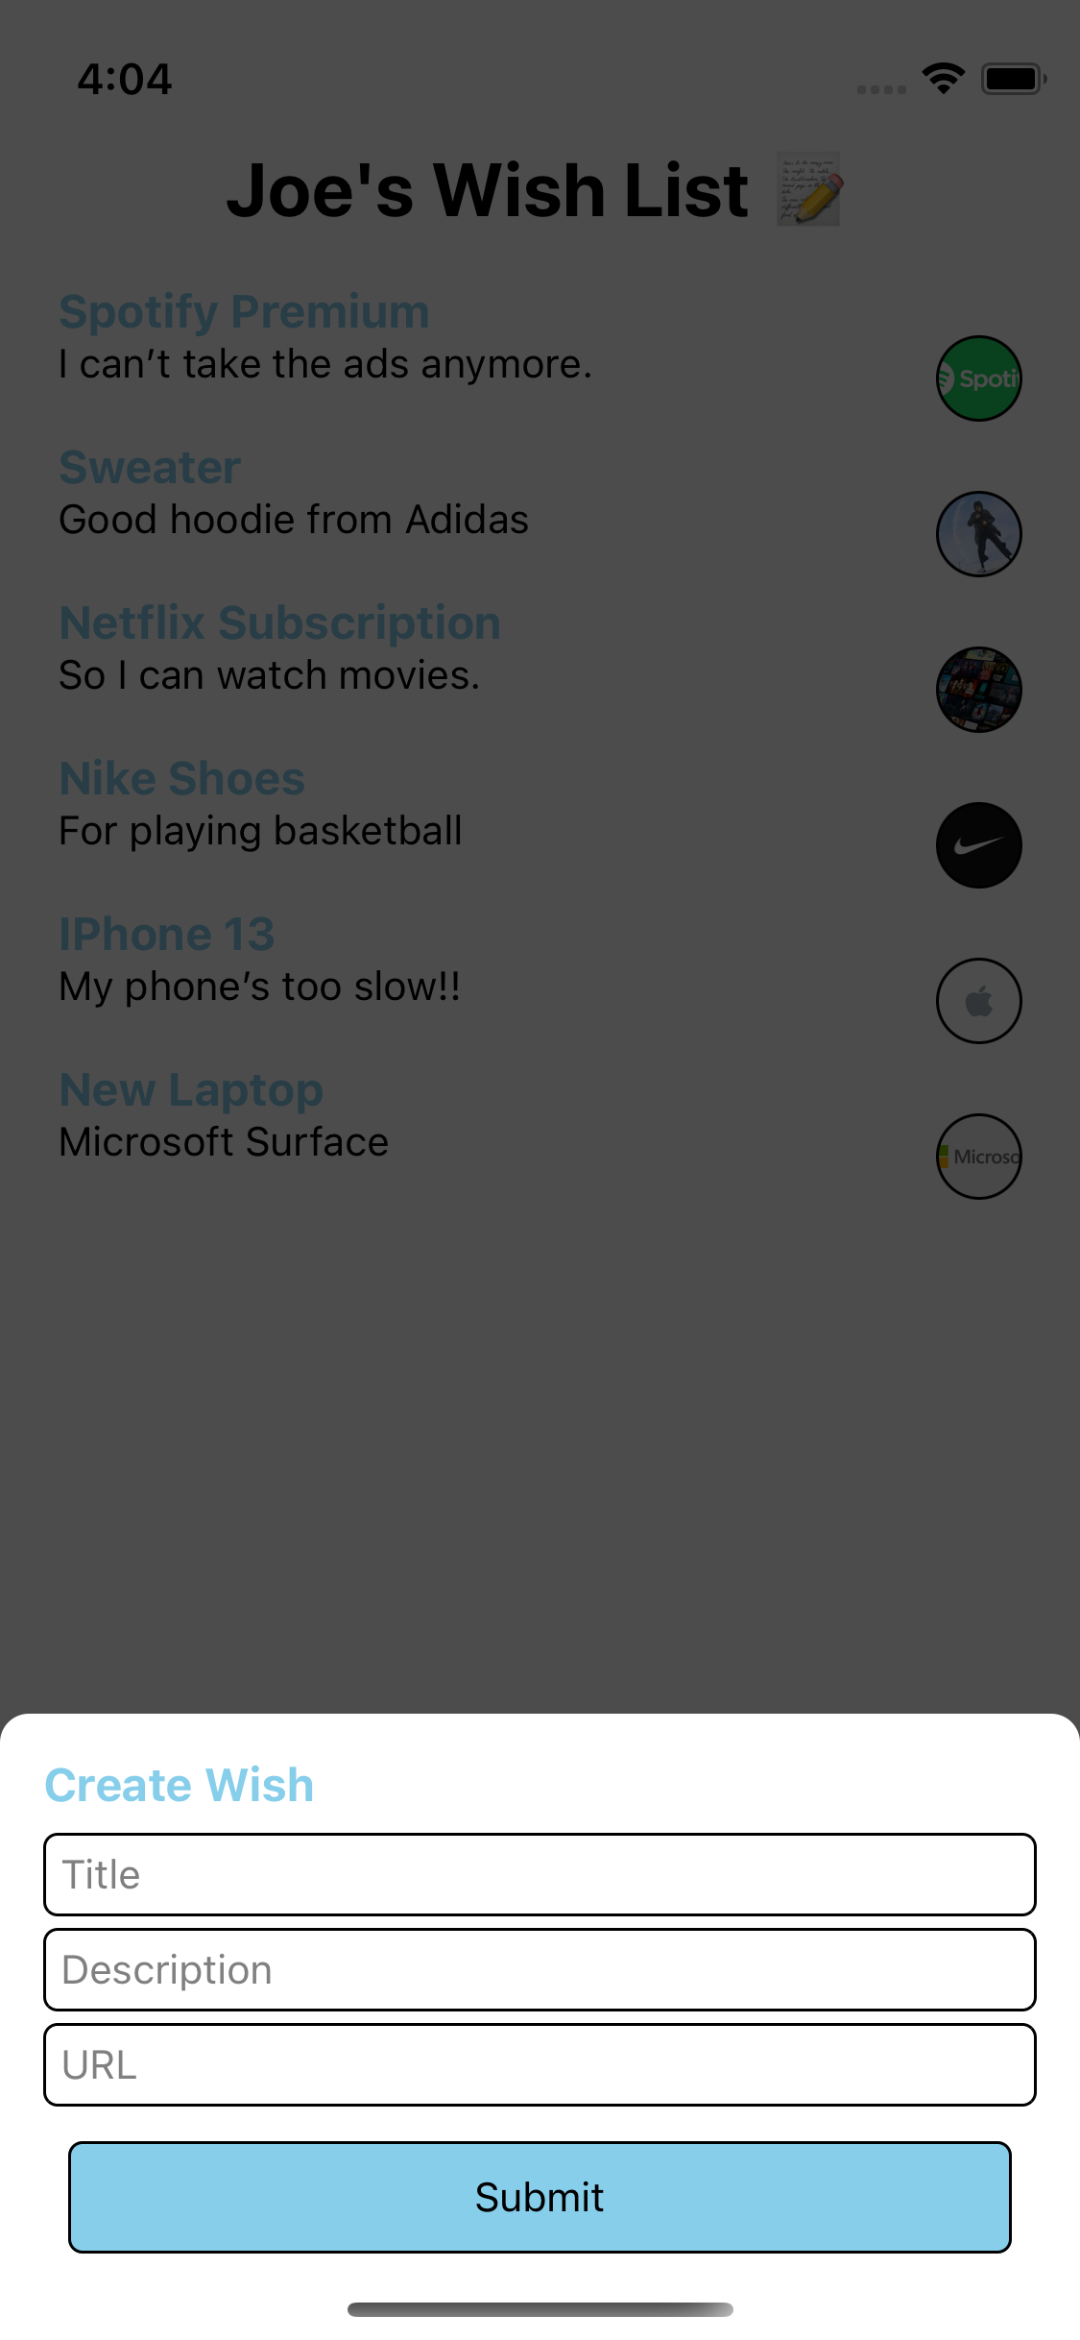 4:04
Joe's Wish List
Spotify Premium
I can’t take the ads anymore.
Spoti
Sweater
Good hoodie from Adidas
Netflix Subscription
So I can watch movies.
Nike Shoes
For playing basketball
IPhone 13
My phone’s too slow!!
New Laptop
Microsoft Surface
Microso
Create Wish
Title
Description
URL
Submit